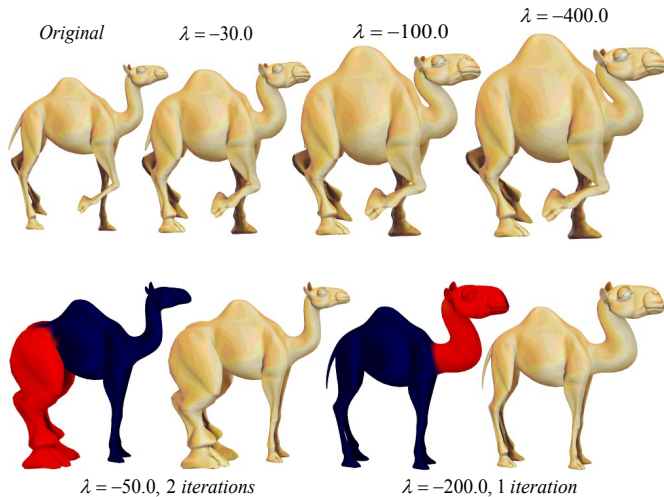 Original
λ = −30.0
λ = −100.0
λ = −400.0
λ = −50.0, 2 iterations
λ = −200.0, 1 iteration